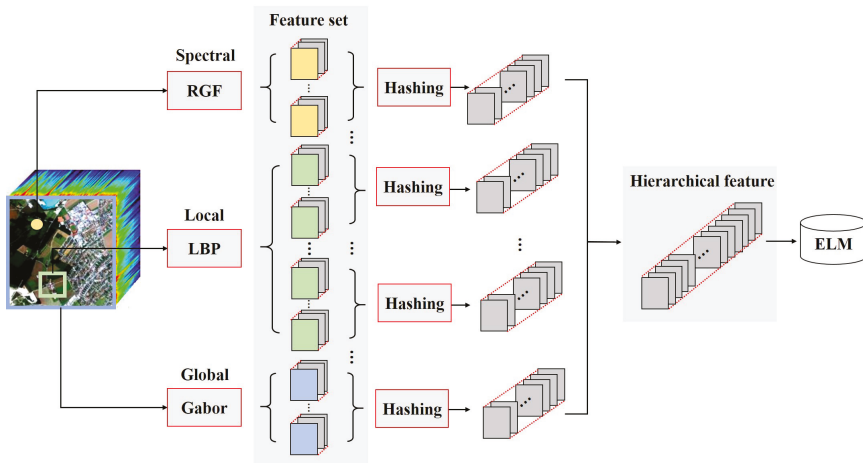 Feature set
Spectral
RGF
Hashing
Hashing
Hierarchical feature
Local
LBP
ELM
Hashing
Global
Gabor
Hashing